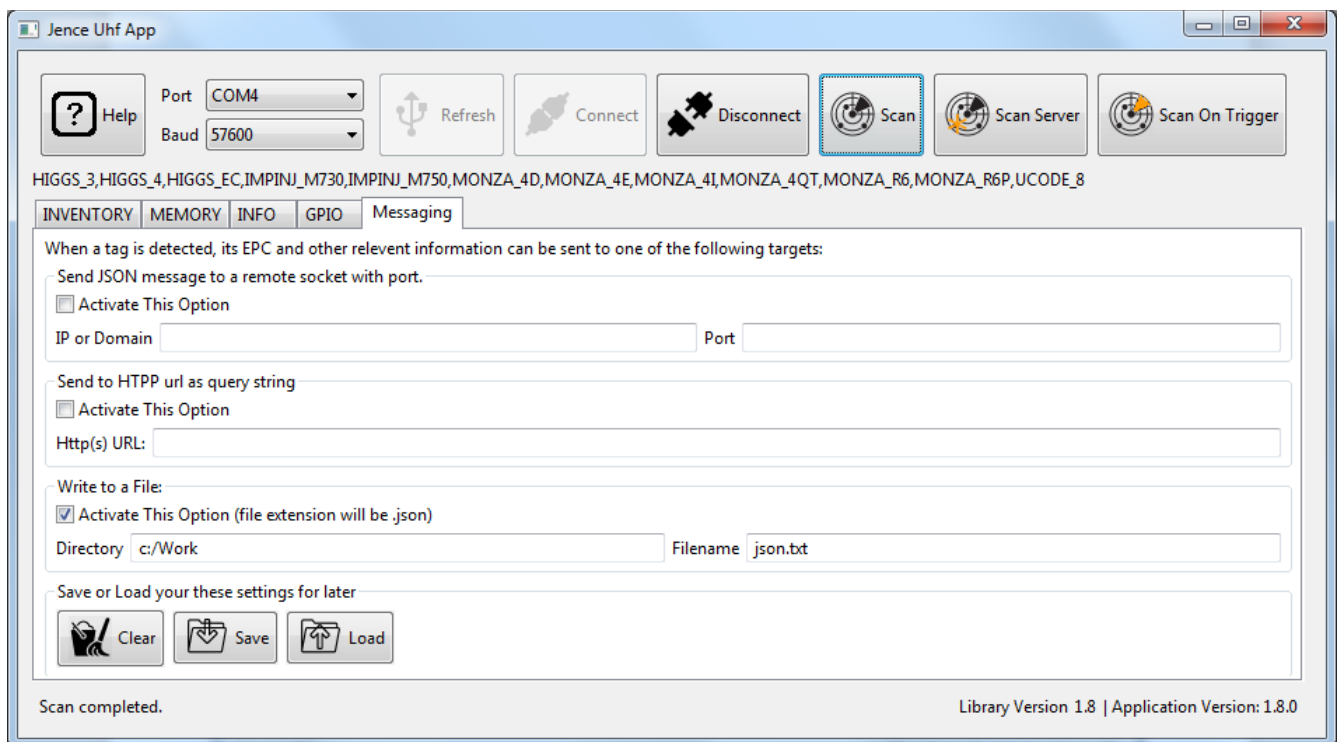 Jence Uhf App
Help
Port COM4
Baud 57600
Refresh
Connect
Disconnect
Scan
Scan Server
Scan On Trigger
HIGGS_3,HIGGS_4,HIGGS_EC,IMPINJ_M730,IMPINJ_M750,MONZA_4D,MONZA_4E,MONZA_4I,MONZA_4QT,MONZA_R6,MONZA_R6P,UCODE_8
INVENTORY MEMORY INFO GPIO Messaging
When a tag is detected, its EPC and other relevent information can be sent to one of the following targets:
Send JSON message to a remote socket with port.
Activate This Option
IP or Domain Port
Send to HTPP url as query string
Activate This Option
Http(s) URL:
Write to a File:
Activate This Option (file extension will be .json)
Directory c:/Work Filename json.txt
Save or Load your these settings for later
Clear Save Load
Scan completed. Library Version 1.8 | Application Version: 1.8.0